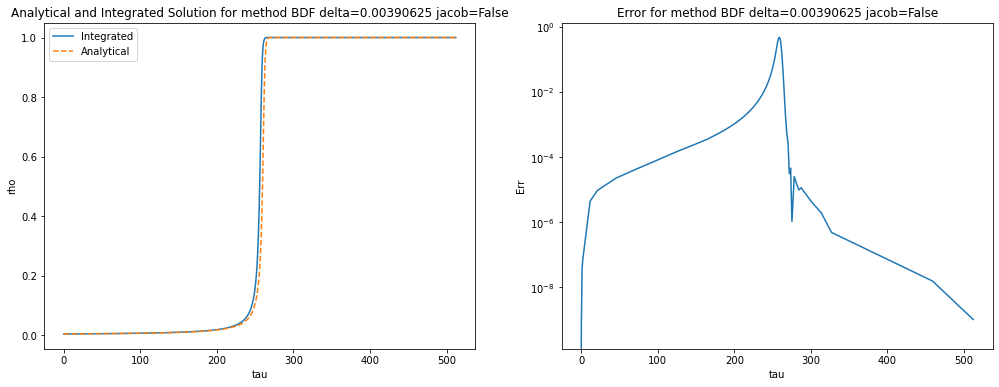 Analytical and Integrated Solution for method BDF delta=0.00390625 jacob=False
Integrated
Analytical
1.0
0.8
0.6
0.4
0.2
0.0
rho
0 100 200 300 400 500
tau
Error for method BDF delta=0.00390625 jacob=False
10⁰
10⁻²
10⁻⁴
10⁻⁶
10⁻⁸
Err
0 100 200 300 400 500
tau